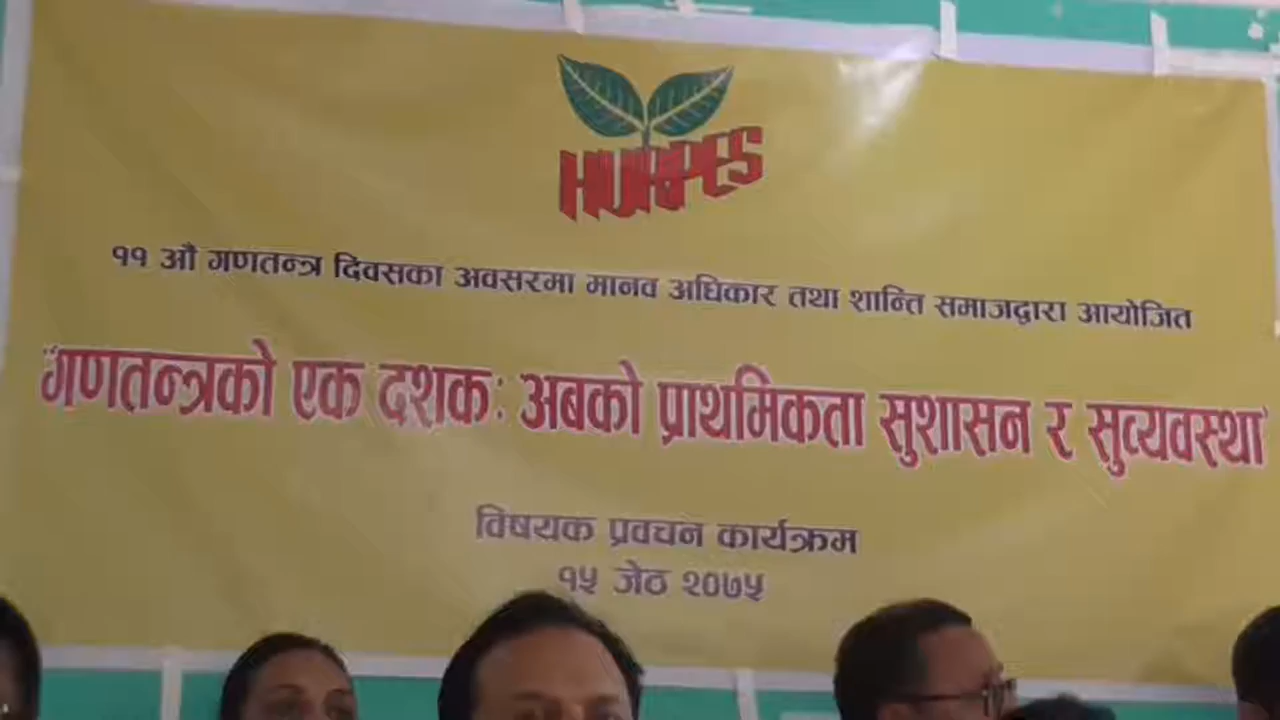 HURPES
११ औ गणतन्त्र दिवसका अवसरमा मानव अधिकार तथा शान्ति समाजद्वारा आयोजित
"गणतन्त्रको एक दशकः अबको प्राथमिकता सुशासन र सुव्यवस्था"
विषयक प्रवचन कार्यक्रम
१५ जेठ २०७५